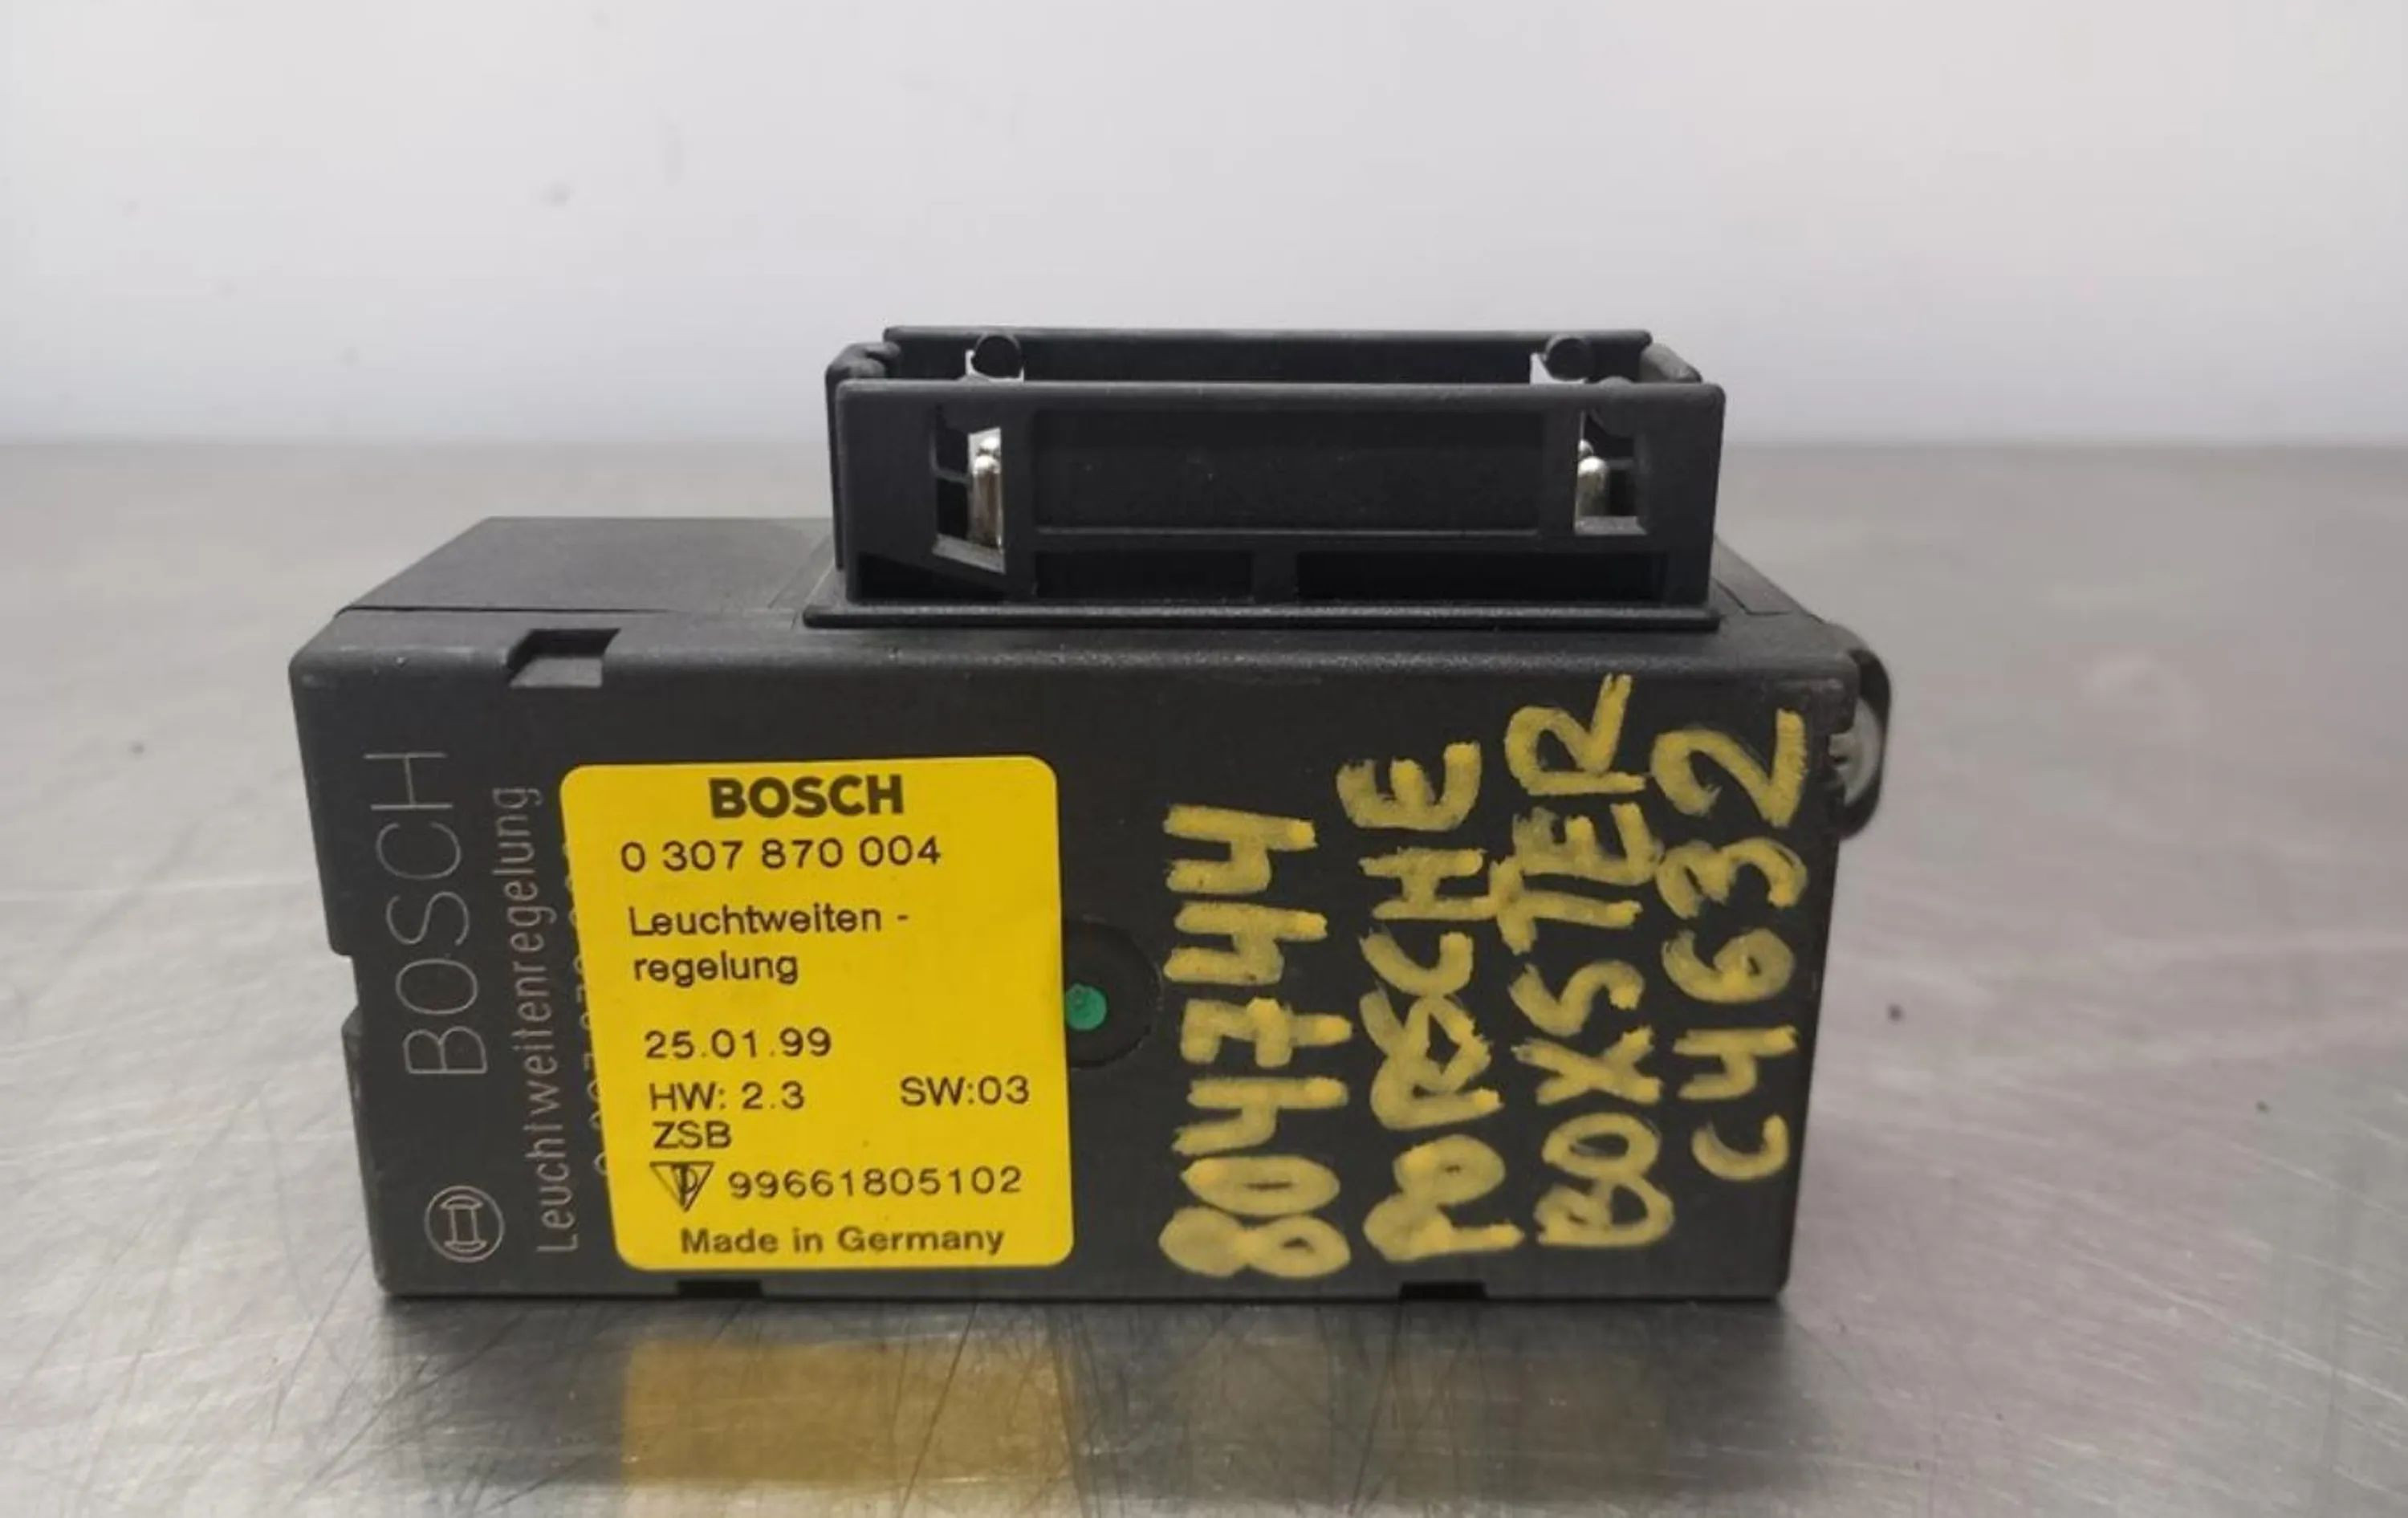 BOSCH
Leuchtweitenregelung
BOSCH
0 307 870 004
Leuchtweiten -
regelung
25.01.99
HW: 2.3 SW:03
ZSB
99661805102
Made in Germany
804744
PORSCHE
BOXSTER
C4632